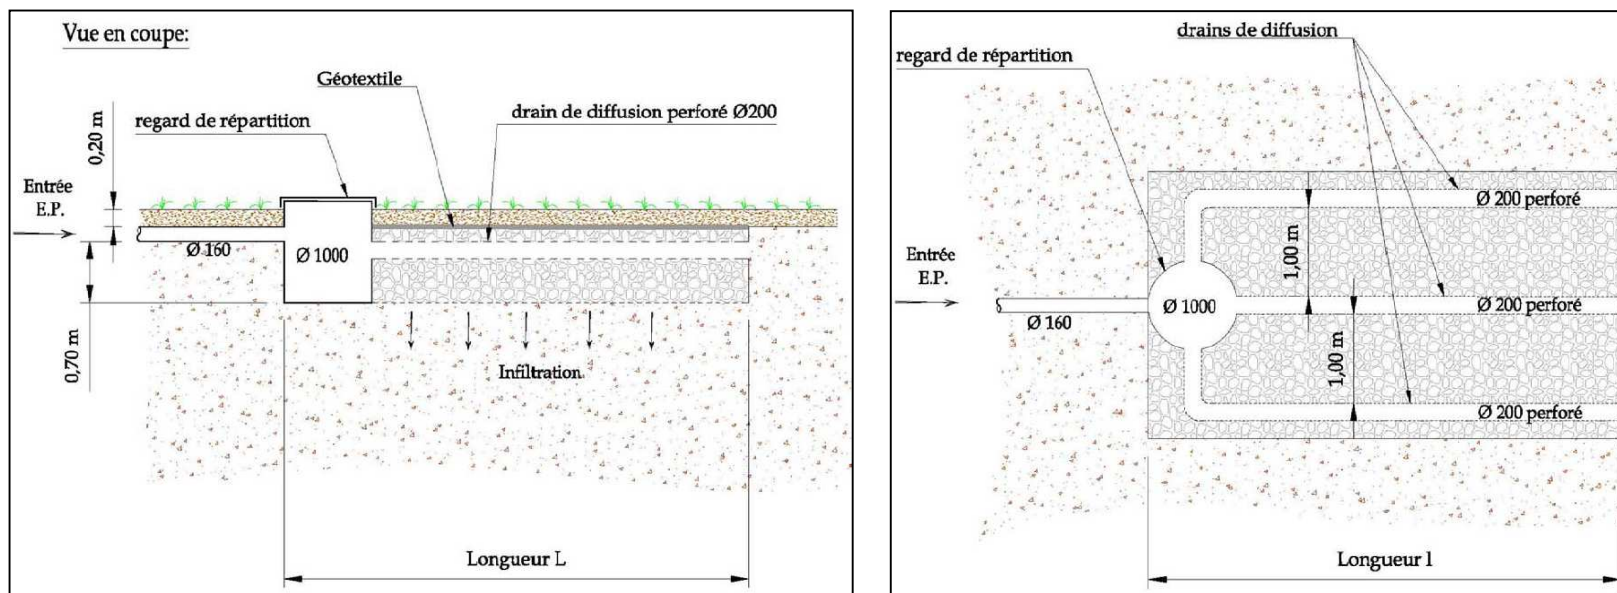 Vue en coupe:
Géotextile
drain de diffusion perforé Ø200
regard de répartition
0,20 m
Entrée
E.P.
Ø 160
Ø 1000
0,70 m
Infiltration
Longueur L
drains de diffusion
regard de répartition
Ø 200 perforé
1,00 m
Entrée
E.P.
Ø 1000
Ø 200 perforé
Ø 160
1,00 m
Ø 200 perforé
Longueur l